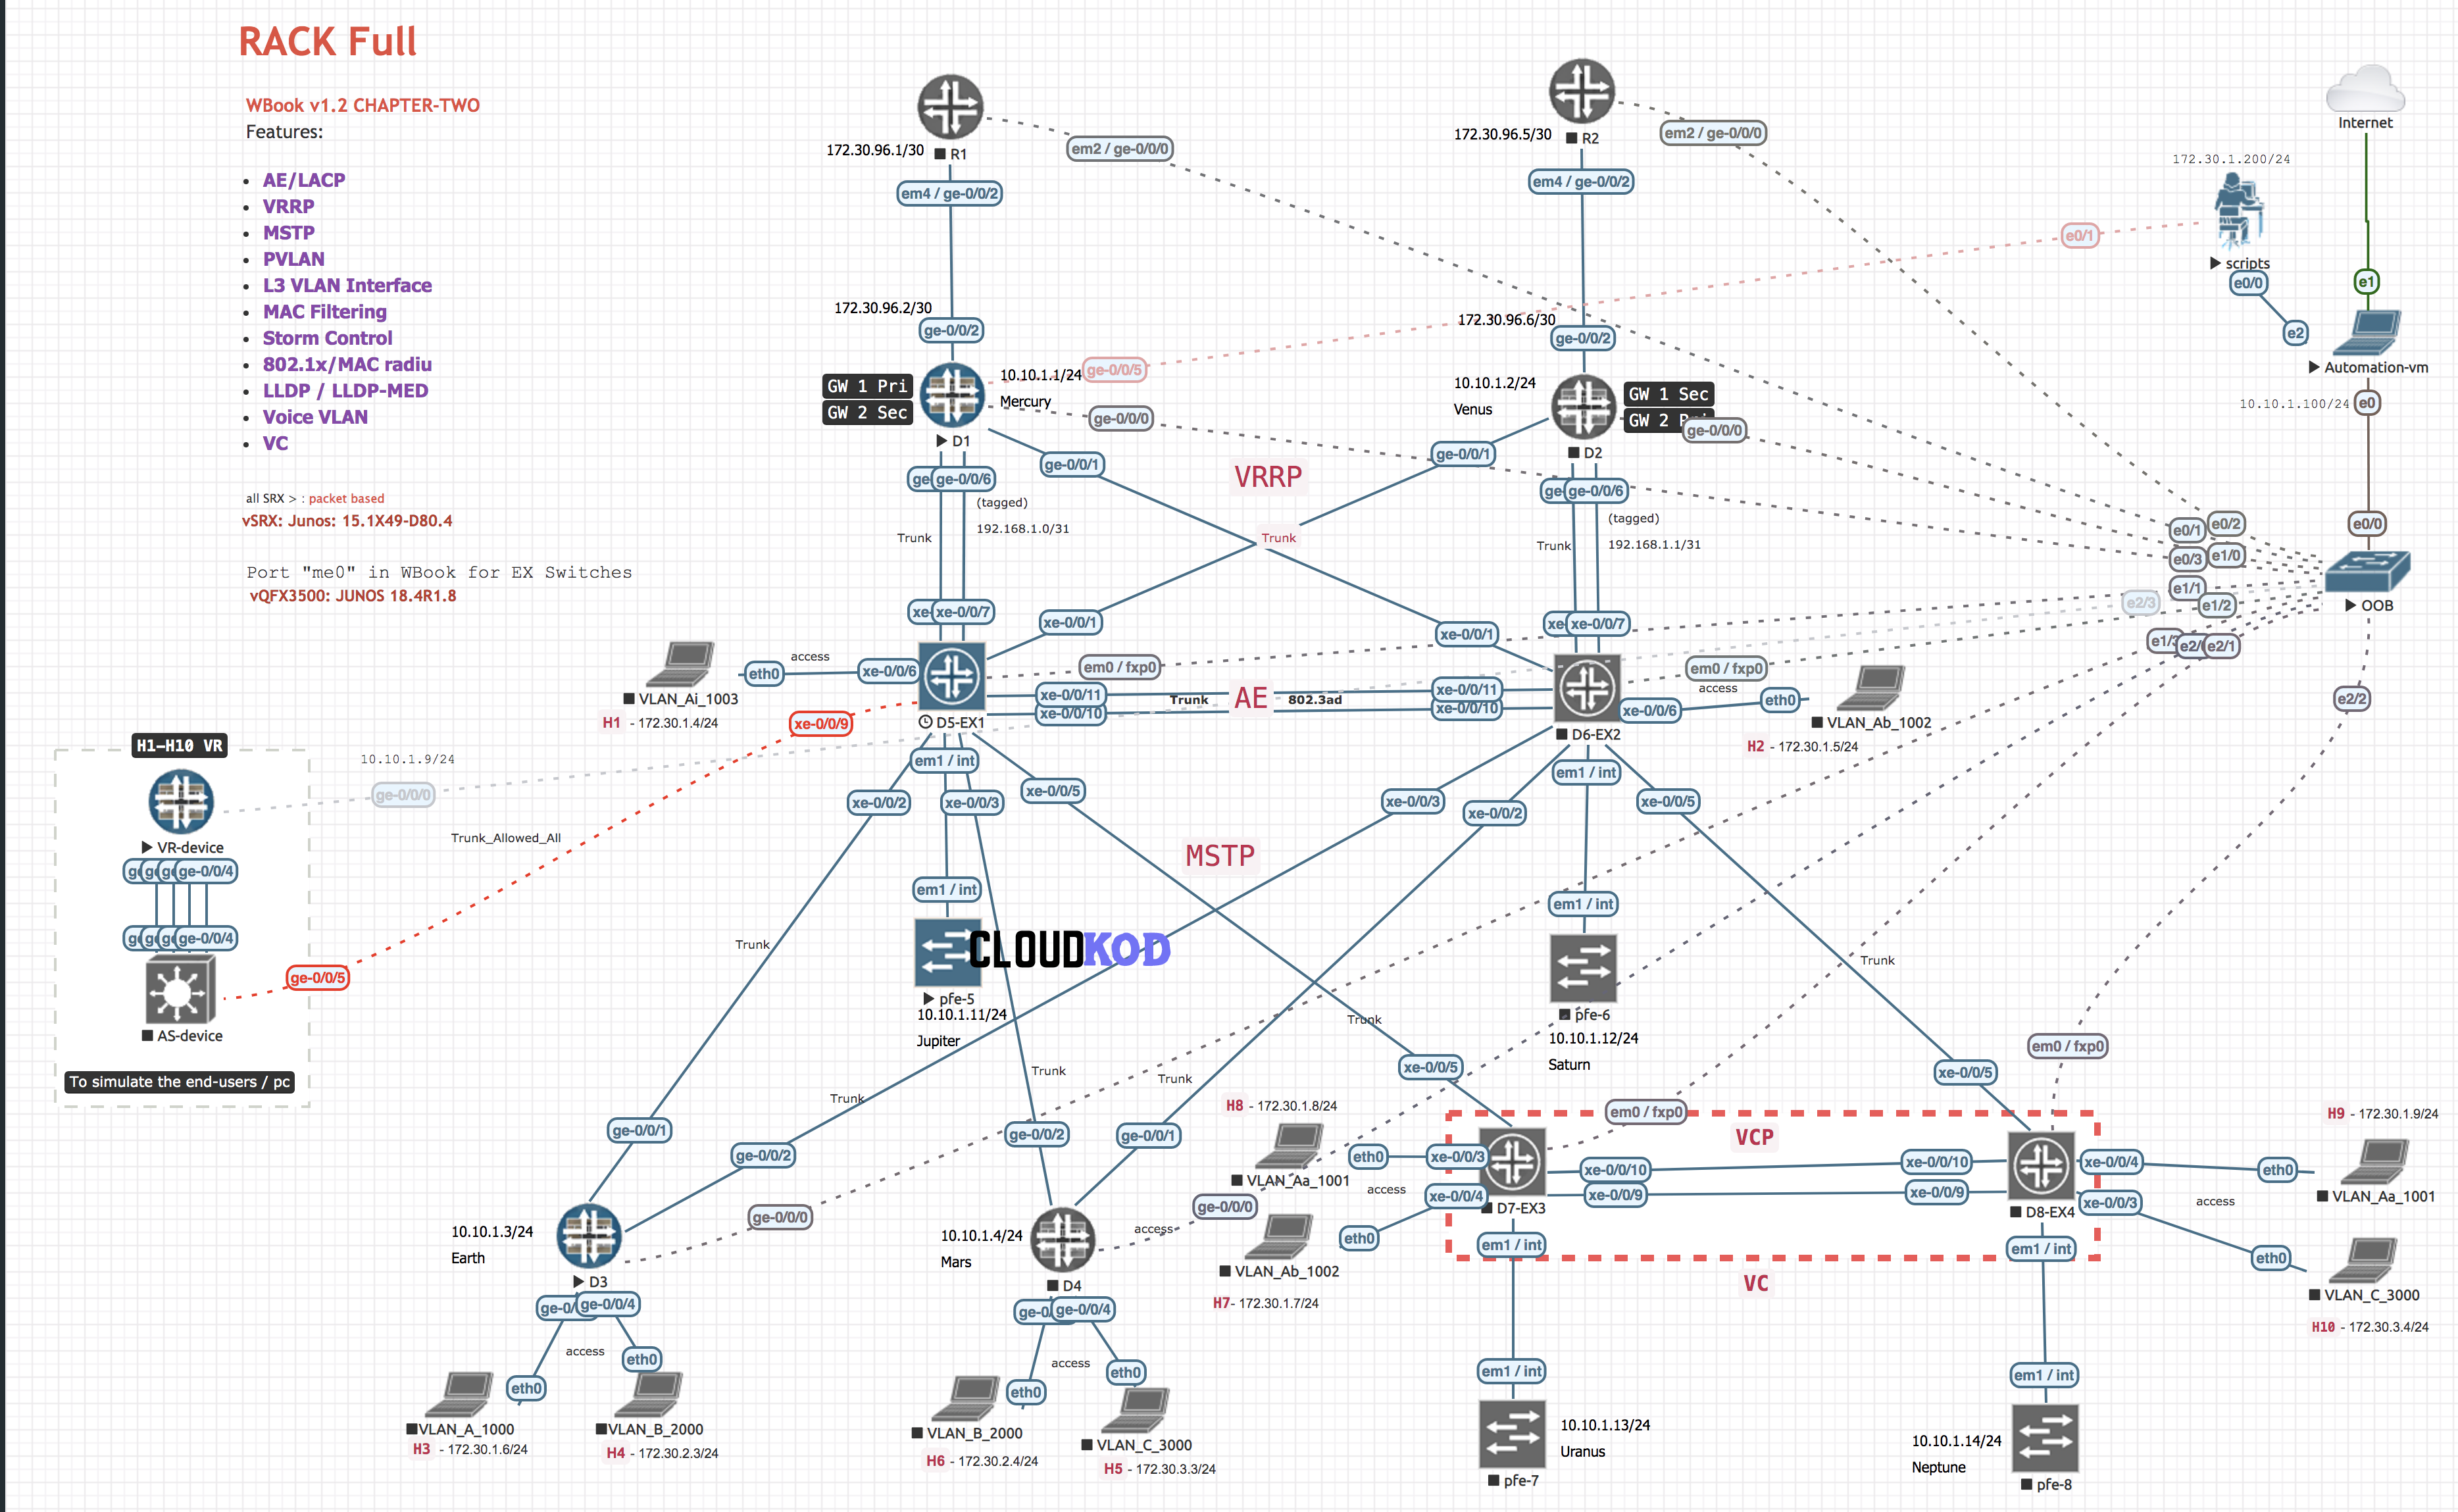 RACK Full
WBook v1.2 CHAPTER-TWO
Features:
AE/LACP
VRRP
MSTP
PVLAN
L3 VLAN Interface
MAC Filtering
Storm Control
802.1x/MAC radiu
LLDP / LLDP-MED
Voice VLAN
VC
all SRX > : packet based
vSRX: Junos: 15.1X49-D80.4
Port "me0" in WBook for EX Switches
vQFX3500: JUNOS 18.4R1.8
172.30.96.1/30
R1
em2 / ge-0/0/0
em4 / ge-0/0/2
172.30.96.5/30
R2
em2 / ge-0/0/0
em4 / ge-0/0/2
Internet
172.30.1.200/24
scripts
e0/1
e0/0
e1
e2
Automation-vm
10.10.1.100/24
e0
e0/0
OOB
172.30.96.2/30
ge-0/0/2
GW 1 Pri
GW 2 Sec
10.10.1.1/24
Mercury
ge-0/0/5
ge-0/0/0
D1
ge-0/0/1
172.30.96.6/30
ge-0/0/2
10.10.1.2/24
Venus
GW 1 Sec
GW 2
ge-0/0/0
D2
ge-0/0/1
VRRP
ge-0/0/6
(tagged)
192.168.1.0/31
Trunk
ge-0/0/6
(tagged)
192.168.1.1/31
Trunk
Trunk
e0/1
e0/2
e0/3
e1/0
e1/1
e1/2
e2/3
e2/1
e2/2
xe-0/0/7
xe-0/0/1
xe-0/0/1
xe-0/0/7
access
eth0
xe-0/0/6
VLAN_Ai_1003
H1 - 172.30.1.4/24
D5-EX1
xe-0/0/9
em0 / fxp0
xe-0/0/11
xe-0/0/10
Trunk
AE
802.3ad
xe-0/0/11
xe-0/0/10
em0 / fxp0
access
xe-0/0/6
eth0
D6-EX2
VLAN_Ab_1002
H2 - 172.30.1.5/24
H1-H10 VR
10.10.1.9/24
ge-0/0/0
VR-device
Trunk_Allowed_All
ge-0/0/4
ge-0/0/4
ge-0/0/5
AS-device
To simulate the end-users / pc
em1 / int
xe-0/0/2
xe-0/0/3
xe-0/0/5
em1 / int
xe-0/0/3
xe-0/0/2
em1 / int
xe-0/0/5
em1 / int
MSTP
CLOUDKOD
Trunk
pfe-5
10.10.1.11/24
Jupiter
pfe-6
10.10.1.12/24
Saturn
Trunk
Trunk
Trunk
Trunk
Trunk
xe-0/0/5
xe-0/0/5
em0 / fxp0
ge-0/0/1
ge-0/0/2
ge-0/0/2
ge-0/0/1
H8 - 172.30.1.8/24
VLAN_Aa_1001
eth0
xe-0/0/3
access
xe-0/0/4
eth0
VLAN_Ab_1002
H7- 172.30.1.7/24
em0 / fxp0
VCP
D7-EX3
xe-0/0/10
xe-0/0/9
xe-0/0/10
xe-0/0/9
D8-EX4
em1 / int
em1 / int
VC
H9 - 172.30.1.9/24
xe-0/0/4
eth0
VLAN_Aa_1001
xe-0/0/3
access
eth0
VLAN_C_3000
H10 - 172.30.3.4/24
10.10.1.3/24
Earth
ge-0/0/0
D3
ge-0/0/4
access
eth0
eth0
VLAN_A_1000
H3 - 172.30.1.6/24
VLAN_B_2000
H4 - 172.30.2.3/24
10.10.1.4/24
Mars
access
ge-0/0/0
D4
ge-0/0/4
access
eth0
eth0
VLAN_B_2000
H6 - 172.30.2.4/24
VLAN_C_3000
H5 - 172.30.3.3/24
em1 / int
10.10.1.13/24
Uranus
pfe-7
em1 / int
10.10.1.14/24
Neptune
pfe-8